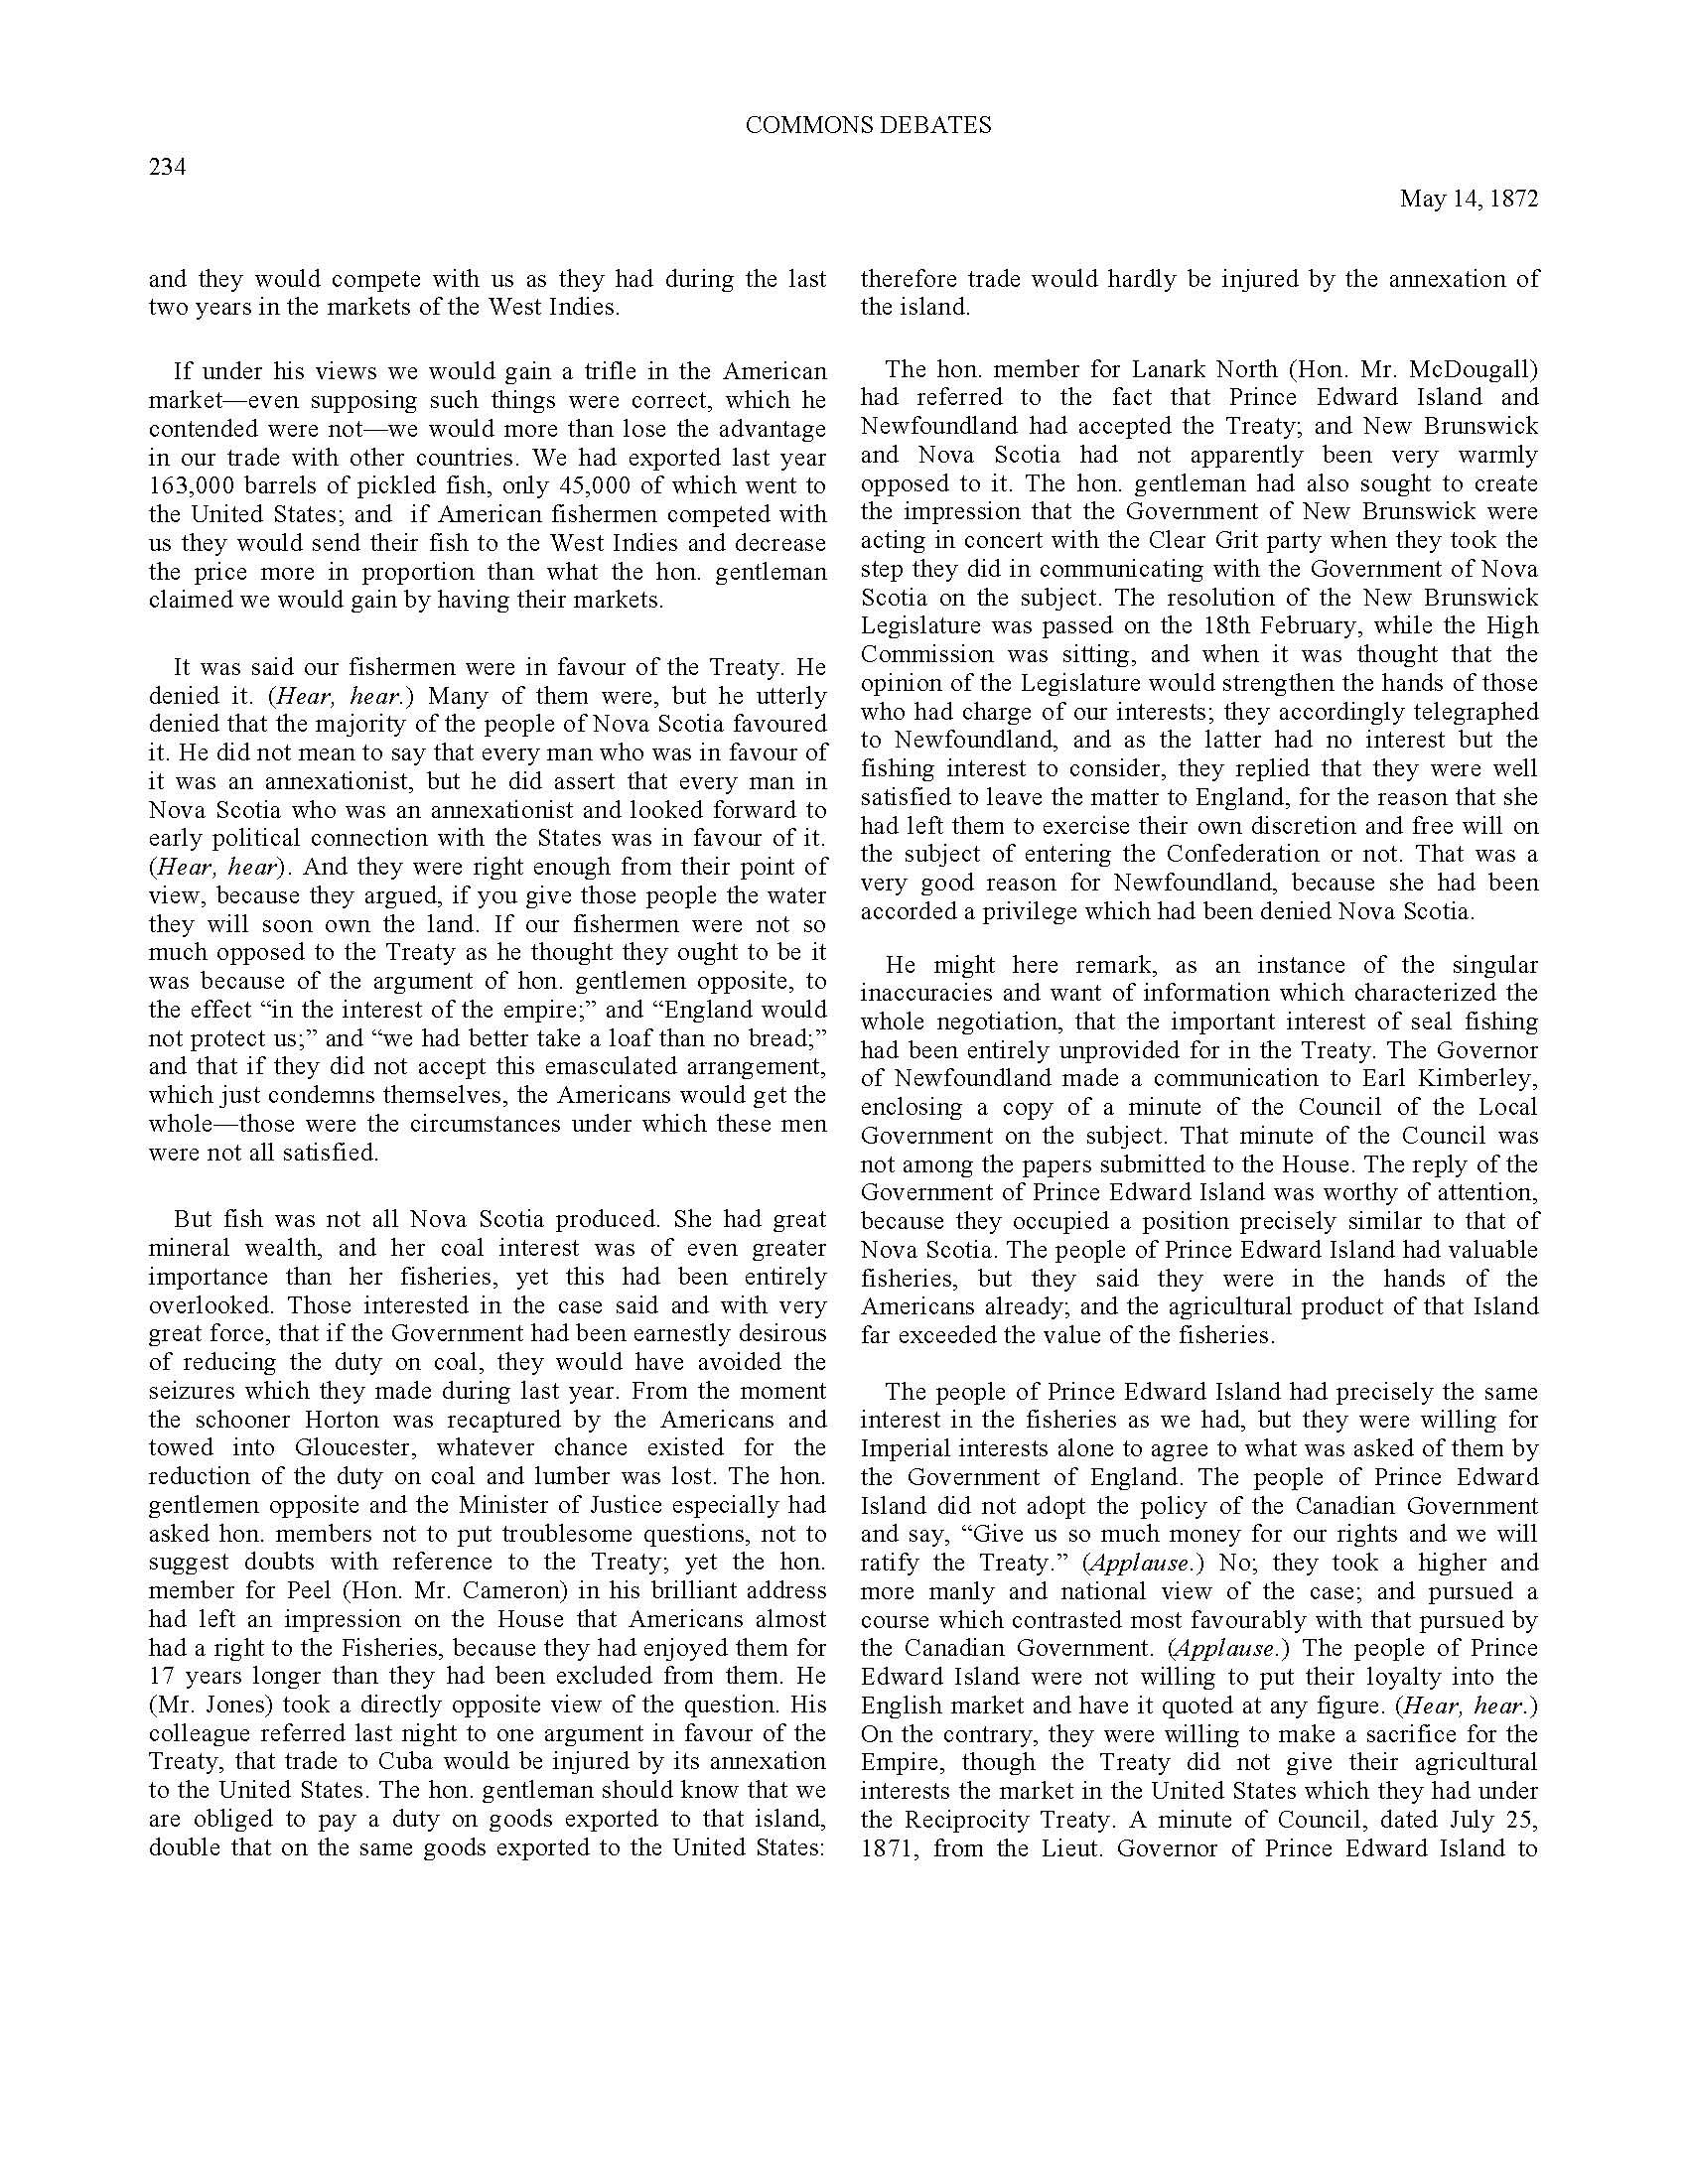 COMMONS DEBATES
234
May 14, 1872
and they would compete with us as they had during the last
two years in the markets of the West Indies.
If under his views we would gain a trifle in the American
market—even supposing such things were correct, which he
contended were not—we would more than lose the advantage
in our trade with other countries. We had exported last year
163,000 barrels of pickled fish, only 45,000 of which went to
the United States; and if American fishermen competed with
us they would send their fish to the West Indies and decrease
the price more in proportion than what the hon. gentleman
claimed we would gain by having their markets.
It was said our fishermen were in favour of the Treaty. He
denied it. (Hear, hear.) Many of them were, but he utterly
denied that the majority of the people of Nova Scotia favoured
it. He did not mean to say that every man who was in favour of
it was an annexationist, but he did assert that every man in
Nova Scotia who was an annexationist and looked forward to
early political connection with the States was in favour of it.
(Hear, hear). And they were right enough from their point of
view, because they argued, if you give those people the water
they will soon own the land. If our fishermen were not so
much opposed to the Treaty as he thought they ought to be it
was because of the argument of hon. gentlemen opposite, to
the effect “in the interest of the empire;” and “England would
not protect us;” and “we had better take a loaf than no bread;”
and that if they did not accept this emasculated arrangement,
which just condemns themselves, the Americans would get the
whole—those were the circumstances under which these men
were not all satisfied.
But fish was not all Nova Scotia produced. She had great
mineral wealth, and her coal interest was of even greater
importance than her fisheries, yet this had been entirely
overlooked. Those interested in the case said and with very
great force, that if the Government had been earnestly desirous
of reducing the duty on coal, they would have avoided the
seizures which they made during last year. From the moment
the schooner Horton was recaptured by the Americans and
towed into Gloucester, whatever chance existed for the
reduction of the duty on coal and lumber was lost. The hon.
gentlemen opposite and the Minister of Justice especially had
asked hon. members not to put troublesome questions, not to
suggest doubts with reference to the Treaty; yet the hon.
member for Peel (Hon. Mr. Cameron) in his brilliant address
had left an impression on the House that Americans almost
had a right to the Fisheries, because they had enjoyed them for
17 years longer than they had been excluded from them. He
(Mr. Jones) took a directly opposite view of the question. His
colleague referred last night to one argument in favour of the
Treaty, that trade to Cuba would be injured by its annexation
to the United States. The hon. gentleman should know that we
are obliged to pay a duty on goods exported to that island,
double that on the same goods exported to the United States:
therefore trade would hardly be injured by the annexation of
the island.
The hon. member for Lanark North (Hon. Mr. McDougall)
had referred to the fact that Prince Edward Island and
Newfoundland had accepted the Treaty; and New Brunswick
and Nova Scotia had not apparently been very warmly
opposed to it. The hon. gentleman had also sought to create
the impression that the Government of New Brunswick were
acting in concert with the Clear Grit party when they took the
step they did in communicating with the Government of Nova
Scotia on the subject. The resolution of the New Brunswick
Legislature was passed on the 18th February, while the High
Commission was sitting, and when it was thought that the
opinion of the Legislature would strengthen the hands of those
who had charge of our interests; they accordingly telegraphed
to Newfoundland, and as the latter had no interest but the
fishing interest to consider, they replied that they were well
satisfied to leave the matter to England, for the reason that she
had left them to exercise their own discretion and free will on
the subject of entering the Confederation or not. That was a
very good reason for Newfoundland, because she had been
accorded a privilege which had been denied Nova Scotia.
He might here remark, as an instance of the singular
inaccuracies and want of information which characterized the
whole negotiation, that the important interest of seal fishing
had been entirely unprovided for in the Treaty. The Governor
of Newfoundland made a communication to Earl Kimberley,
enclosing a copy of a minute of the Council of the Local
Government on the subject. That minute of the Council was
not among the papers submitted to the House. The reply of the
Government of Prince Edward Island was worthy of attention,
because they occupied a position precisely similar to that of
Nova Scotia. The people of Prince Edward Island had valuable
fisheries, but they said they were in the hands of the
Americans already; and the agricultural product of that Island
far exceeded the value of the fisheries.
The people of Prince Edward Island had precisely the same
interest in the fisheries as we had, but they were willing for
Imperial interests alone to agree to what was asked of them by
the Government of England. The people of Prince Edward
Island did not adopt the policy of the Canadian Government
and say, “Give us so much money for our rights and we will
ratify the Treaty.” (Applause.) No; they took a higher and
more manly and national view of the case; and pursued a
course which contrasted most favourably with that pursued by
the Canadian Government. (Applause.) The people of Prince
Edward Island were not willing to put their loyalty into the
English market and have it quoted at any figure. (Hear, hear.)
On the contrary, they were willing to make a sacrifice for the
Empire, though the Treaty did not give their agricultural
interests the market in the United States which they had under
the Reciprocity Treaty. A minute of Council, dated July 25,
1871, from the Lieut. Governor of Prince Edward Island to